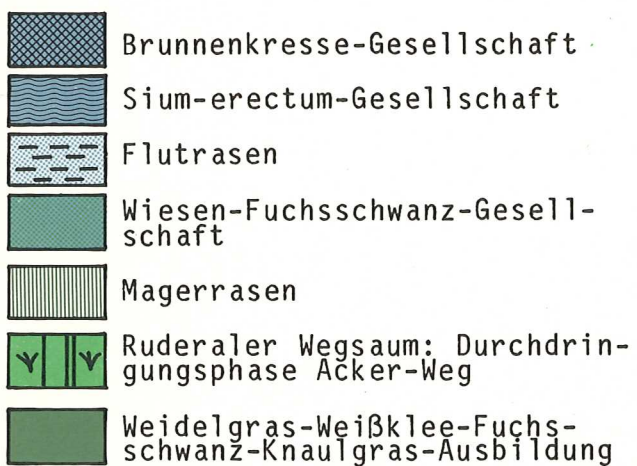 Brunnenkresse-Gesellschaft
Sium-erectum-Gesellschaft
Flutrasen
Wiesen-Fuchsschwanz-Gesell-
schaft
Magerrasen
Ruderaler Wegsaum: Durchdrin-
gungsphase Acker-Weg
Weidelgras-Weißklee-Fuchs-
schwanz-Knaulgras-Ausbildung